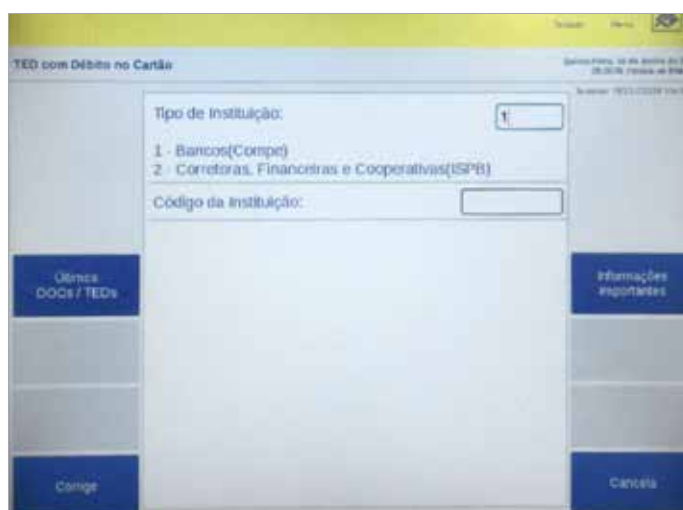 Menu
TED com Débito no Cartão
Tipo de Instituição:
1
1 - Bancos(Compe)
2 - Corretoras, Financeiras e Cooperativas(ISPB)
Código da Instituição:
Últimos
DOCs / TEDs
Informações
Importantes
Corrige
Cancela